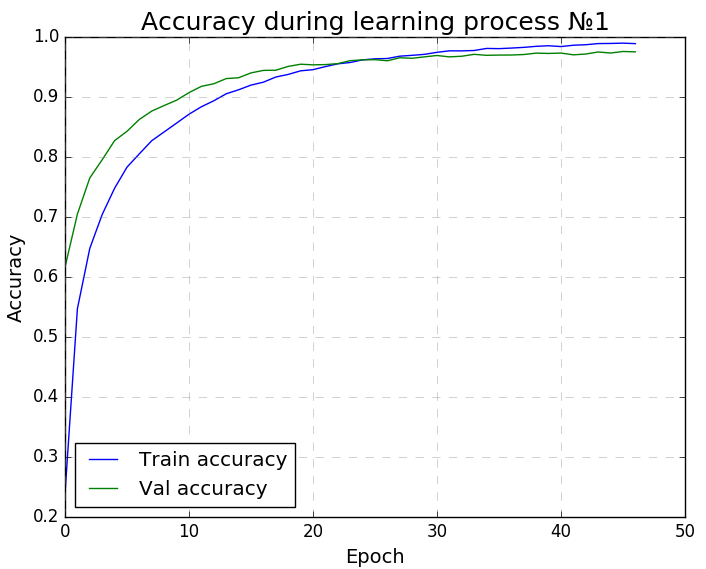 Accuracy during learning process №1
1.0
0.9
0.8
0.7
0.6
0.5
0.4
0.3
0.2
Accuracy
Train accuracy
Val accuracy
0 10 20 30 40 50
Epoch